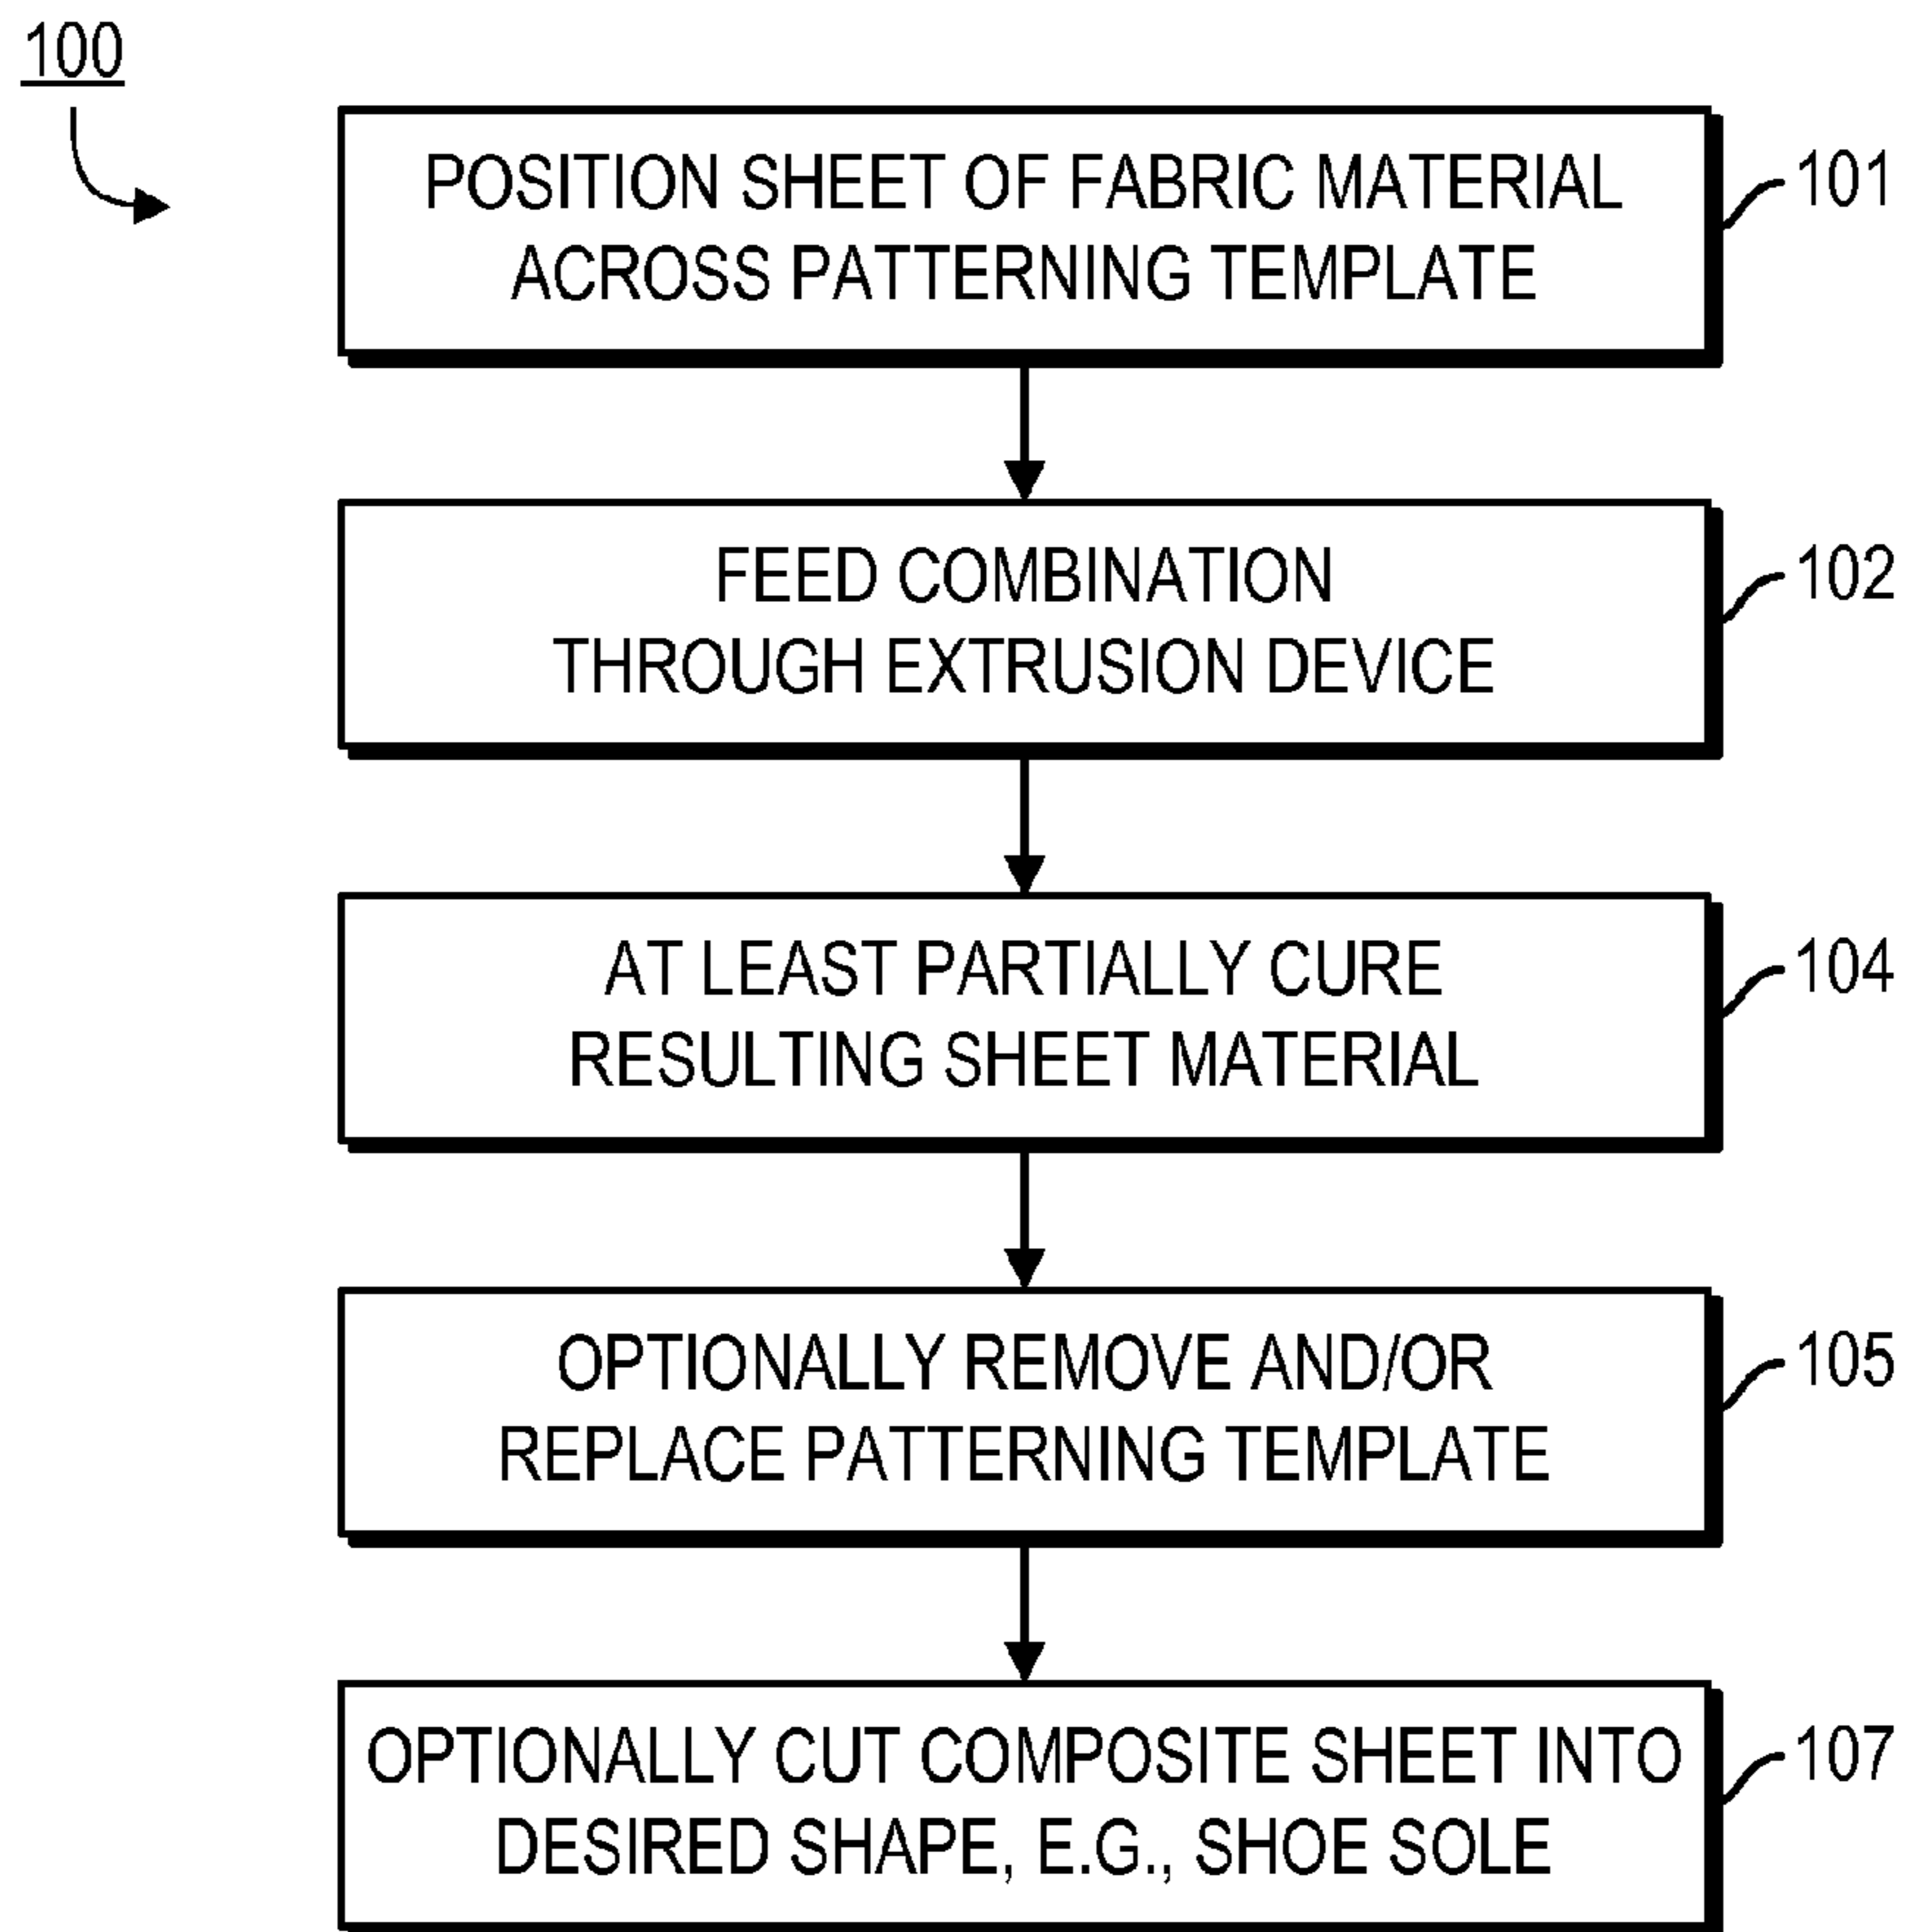 100
POSITION SHEET OF FABRIC MATERIAL
ACROSS PATTERNING TEMPLATE
101
FEED COMBINATION
THROUGH EXTRUSION DEVICE
102
AT LEAST PARTIALLY CURE
RESULTING SHEET MATERIAL
104
OPTIONALLY REMOVE AND/OR
REPLACE PATTERNING TEMPLATE
105
OPTIONALLY CUT COMPOSITE SHEET INTO
DESIRED SHAPE, E.G., SHOE SOLE
107